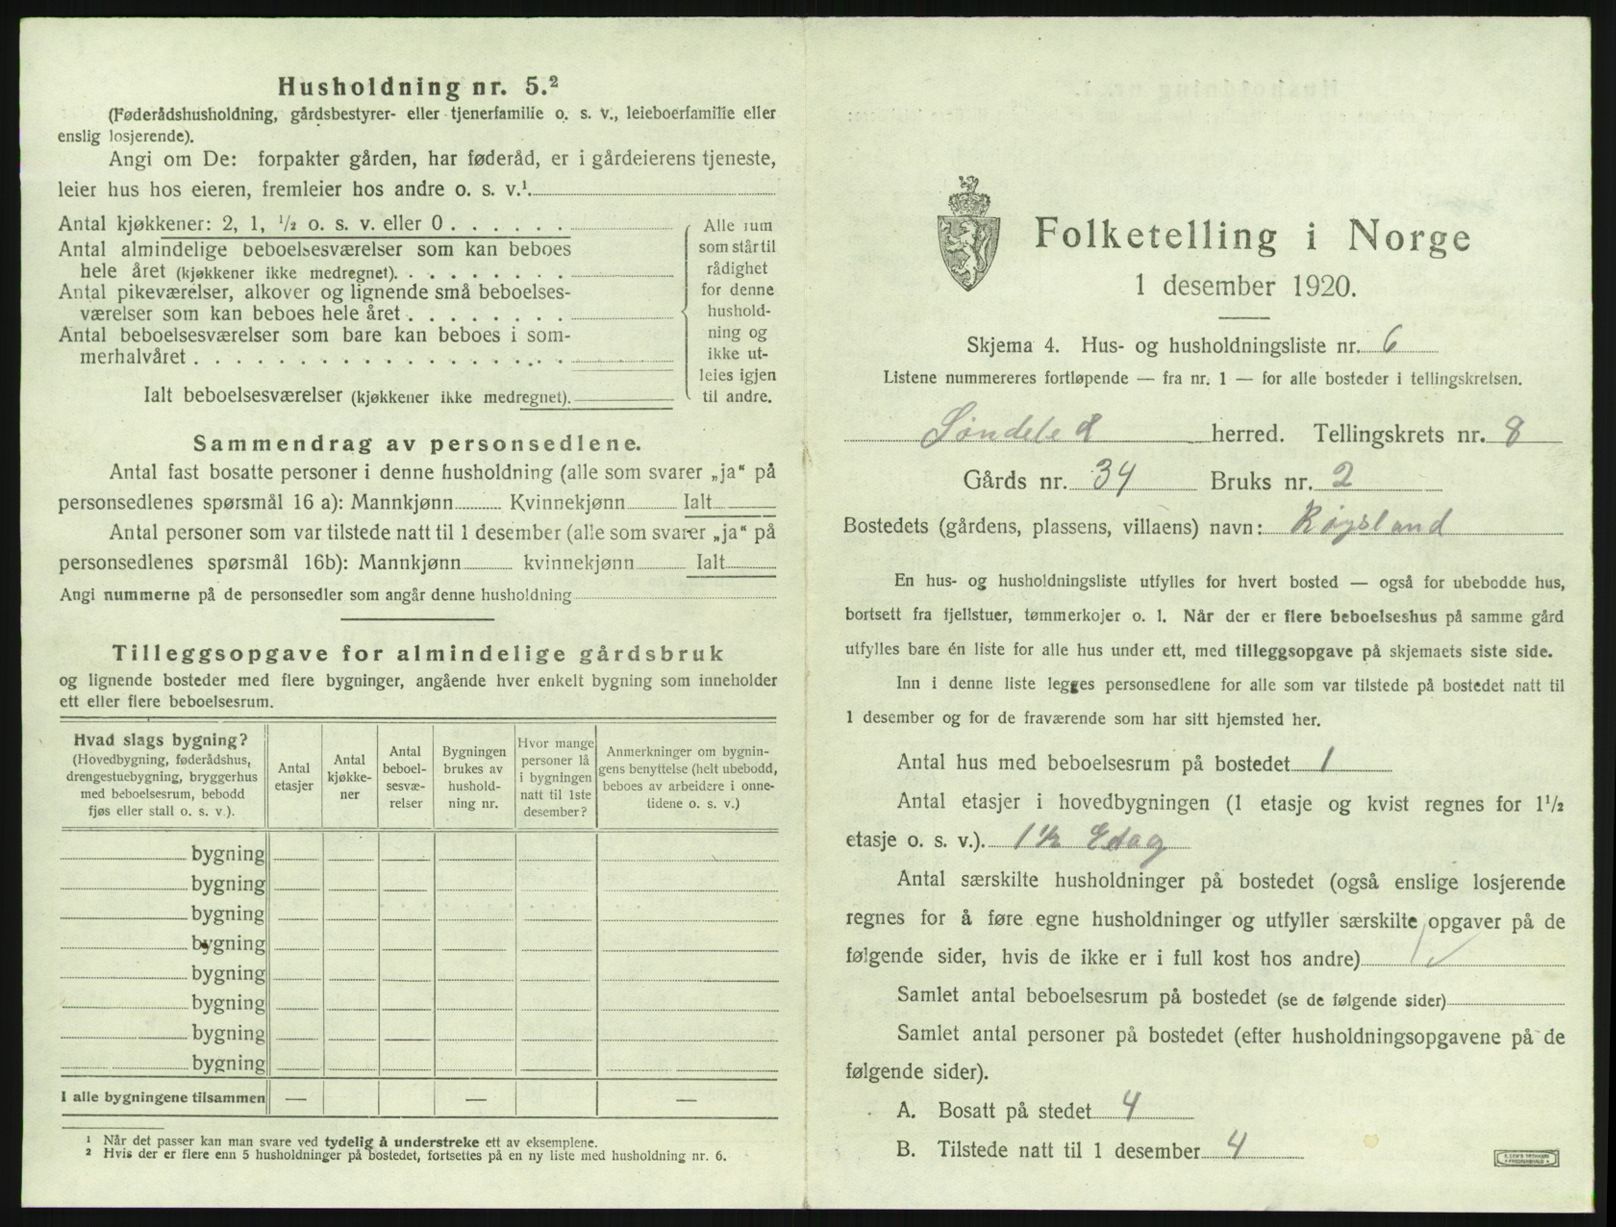 Husholdning nr. 5.²
(Føderådshusholdning, gårdsbestyrer- eller tjenerfamilie o. s. v., leieboerfamilie eller
enslig losjerende).
Angi om De: forpakter gården, har føderåd, er i gårdeierens tjeneste,
leier hus hos eieren, fremleier hos andre o. s. v.¹
Antal kjøkkener: 2, 1, ½ o. s. v. eller 0 . . . . . .
Antal almindelige beboelsesværelser som kan beboes
hele året (kjøkkener ikke medregnet). . . . . . . . .
Antal pikeværelser, alkover og lignende små beboelses-
værelser som kan beboes hele året . . . . . . . .
Antal beboelsesværelser som bare kan beboes i som-
merhalvåret . . . . . . . . . . . . . . . . . .
Ialt beboelsesværelser (kjøkkener ikke medregnet).
Alle rum
som står til
rådighet
for denne
hushold-
ning og
ikke ut-
leies igjen
til andre.
Sammendrag av personsedlene.
Antal fast bosatte personer i denne husholdning (alle som svarer „ja“ på
personsedlenes spørsmål 16 a): Mannkjønn Kvinnekjønn Ialt
Antal personer som var tilstede natt til 1 desember (alle som svarer „ja“ på
personsedlenes spørsmål 16b): Mannkjønn kvinnekjønn Ialt
Angi nummerne på de personsedler som angår denne husholdning
Tilleggsopgave for almindelige gårdsbruk
og lignende bosteder med flere bygninger, angående hver enkelt bygning som inneholder
ett eller flere beboelsesrum.
Hvad slags bygning?
(Hovedbygning, føderådshus,
drengestuebygning, bryggerhus
med beboelsesrum, bebodd
fjøs eller stall o. s. v.).
Antal
etasjer
Antal
kjøkke-
ner
Antal
beboel-
sesvæ-
relser
Bygningen
brukes av
hushold-
ning nr.
Hvor mange
personer lå
i bygningen
natt til 1ste
desember?
Anmerkninger om bygnin-
gens benyttelse (helt ubebodd,
beboes av arbeidere i onne-
tidene o. s. v.)
bygning
bygning
bygning
bygning
bygning
bygning
bygning
bygning
I alle bygningene tilsammen — — —
¹ Når det passer kan man svare ved tydelig å understreke ett av eksemplene.
² Hvis der er flere enn 5 husholdninger på bostedet, fortsettes på en ny liste med husholdning nr. 6.
Folketelling i Norge
1 desember 1920.
Skjema 4. Hus- og husholdningsliste nr. 6
Listene nummereres fortløpende — fra nr. 1 — for alle bosteder i tellingskretsen.
Søndeled herred. Tellingskrets nr. 8
Gårds nr. 34 Bruks nr. 2
Bostedets (gårdens, plassens, villaens) navn: Røysland
En hus- og husholdningsliste utfylles for hvert bosted — også for ubebodde hus,
bortsett fra fjellstuer, tømmerkojer o. l. Når der er flere beboelseshus på samme gård
utfylles bare én liste for alle hus under ett, med tilleggsopgave på skjemaets siste side.
Inn i denne liste legges personsedlene for alle som var tilstede på bostedet natt til
1 desember og for de fraværende som har sitt hjemsted her.
Antal hus med beboelsesrum på bostedet 1
Antal etasjer i hovedbygningen (1 etasje og kvist regnes for 1½
etasje o. s. v.). 1½ Etag
Antal særskilte husholdninger på bostedet (også enslige losjerende
regnes for å føre egne husholdninger og utfyller særskilte opgaver på de
følgende sider, hvis de ikke er i full kost hos andre) 1 ✓
Samlet antal beboelsesrum på bostedet (se de følgende sider)
Samlet antal personer på bostedet (efter husholdningsopgavene på de
følgende sider).
A. Bosatt på stedet 4
B. Tilstede natt til 1 desember 4